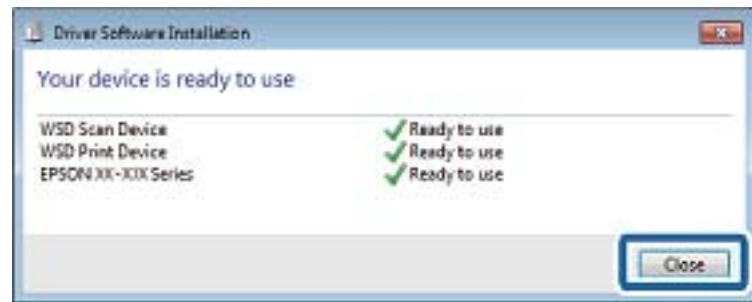 Driver Software Installation
Your device is ready to use
WSD Scan Device Ready to use
WSD Print Device Ready to use
EPSON XX-XXX Series Ready to use
Close